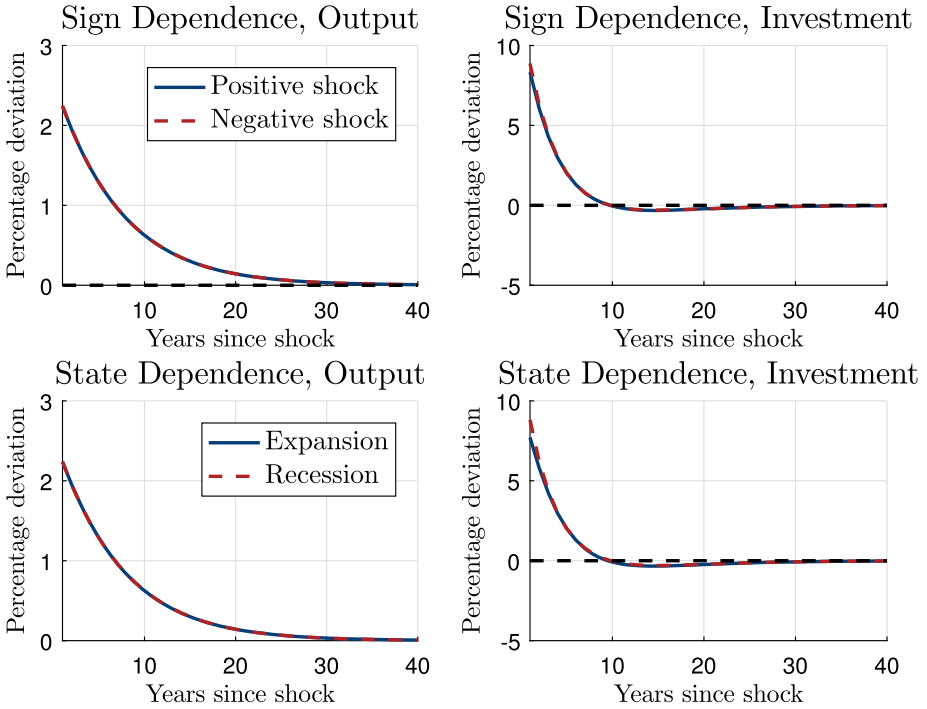 Sign Dependence, Output
Percentage deviation
3
2
1
0
Positive shock
Negative shock
10 20 30 40
Years since shock
Sign Dependence, Investment
Percentage deviation
10
5
0
-5
10 20 30 40
Years since shock
State Dependence, Output
Percentage deviation
3
2
1
0
Expansion
Recession
10 20 30 40
Years since shock
State Dependence, Investment
Percentage deviation
10
5
0
-5
10 20 30 40
Years since shock